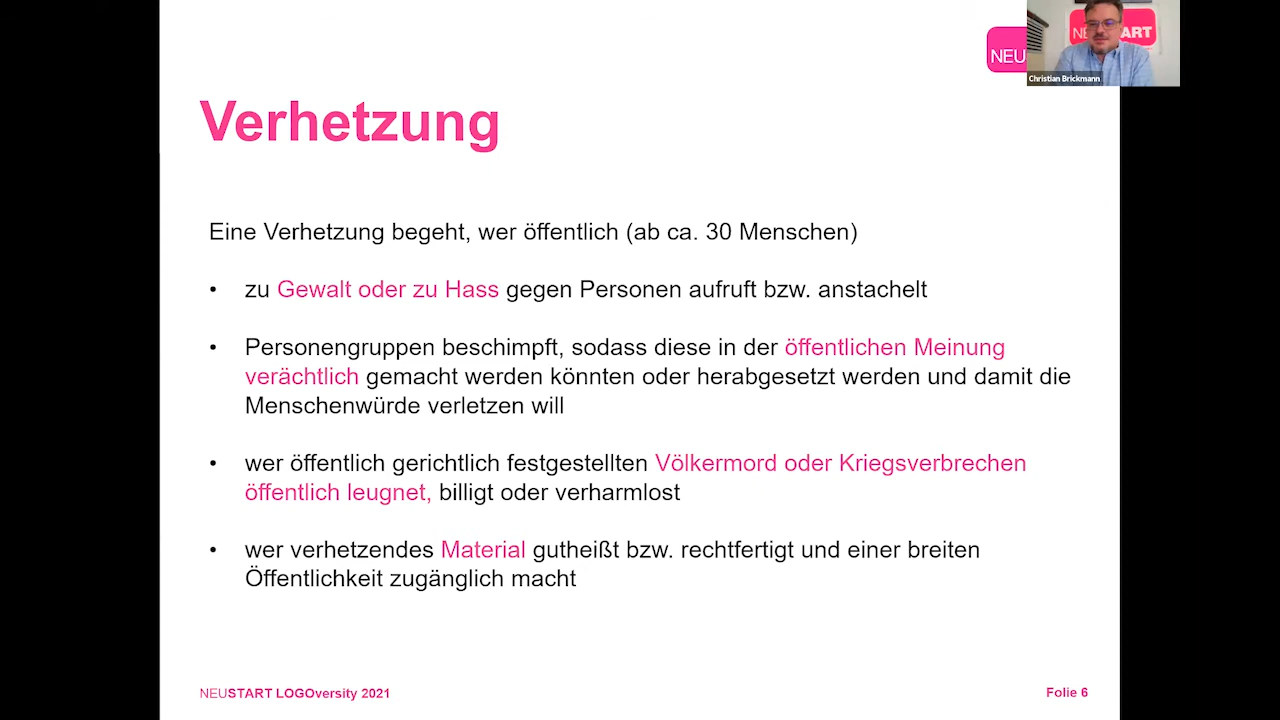 NEU
NEUSTART
Christian Brickmann
Verhetzung
Eine Verhetzung begeht, wer öffentlich (ab ca. 30 Menschen)
• zu Gewalt oder zu Hass gegen Personen aufruft bzw. anstachelt
• Personengruppen beschimpft, sodass diese in der öffentlichen Meinung
verächtlich gemacht werden könnten oder herabgesetzt werden und damit die
Menschenwürde verletzen will
• wer öffentlich gerichtlich festgestellten Völkermord oder Kriegsverbrechen
öffentlich leugnet, billigt oder verharmlost
• wer verhetzendes Material gutheißt bzw. rechtfertigt und einer breiten
Öffentlichkeit zugänglich macht
NEUSTART LOGOversity 2021
Folie 6